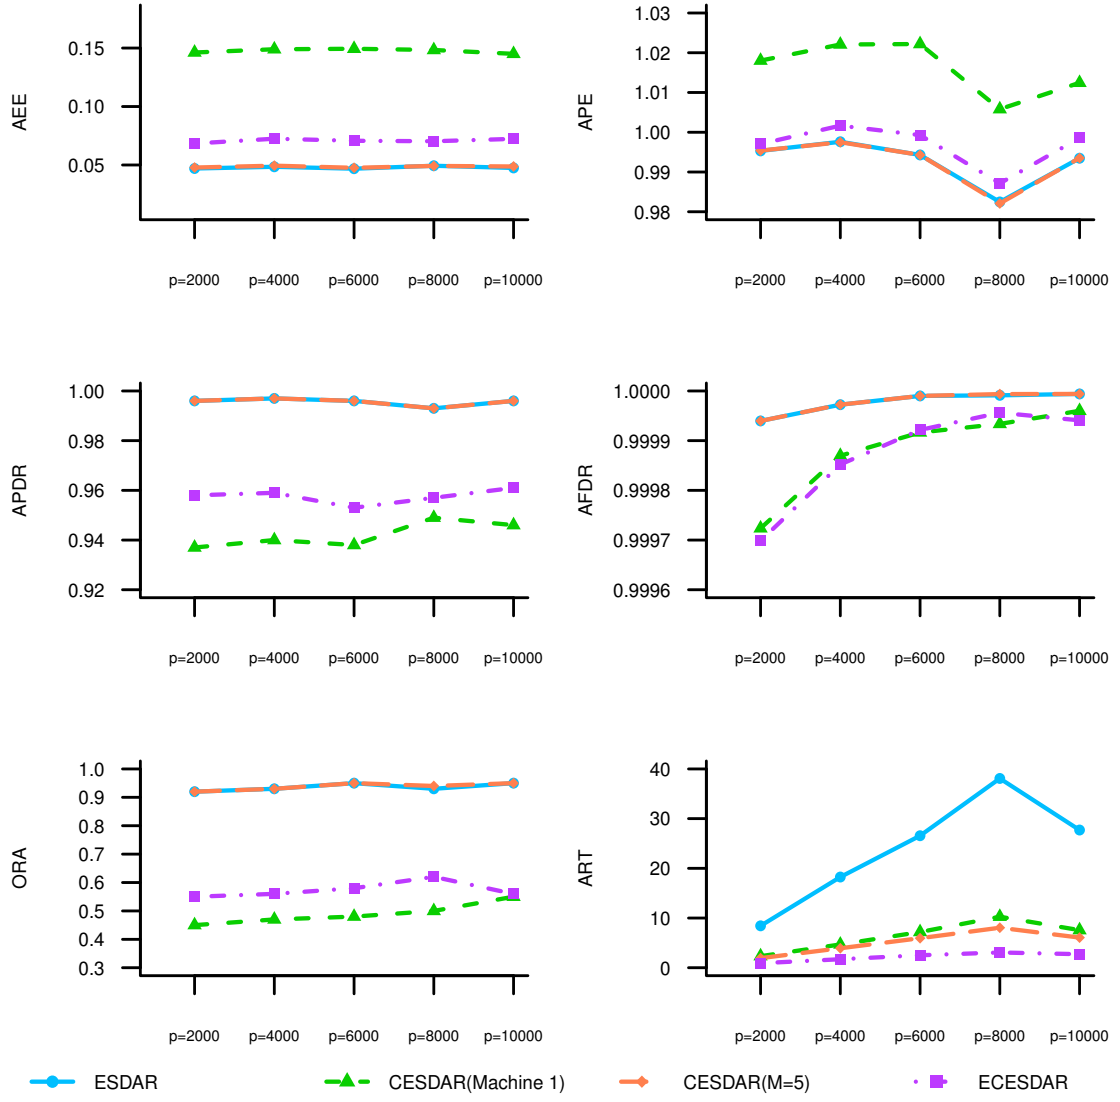 AEE
0.15
0.10
0.05
p=2000 p=4000 p=6000 p=8000 p=10000
APE
1.03
1.02
1.01
1.00
0.99
0.98
p=2000 p=4000 p=6000 p=8000 p=10000
APDR
1.00
0.98
0.96
0.94
0.92
p=2000 p=4000 p=6000 p=8000 p=10000
AFDR
1.0000
0.9999
0.9998
0.9997
0.9996
p=2000 p=4000 p=6000 p=8000 p=10000
ORA
1.0
0.9
0.8
0.7
0.6
0.5
0.4
0.3
p=2000 p=4000 p=6000 p=8000 p=10000
ART
40
30
20
10
0
p=2000 p=4000 p=6000 p=8000 p=10000
ESDAR CESDAR(Machine 1) CESDAR(M=5) ECESDAR